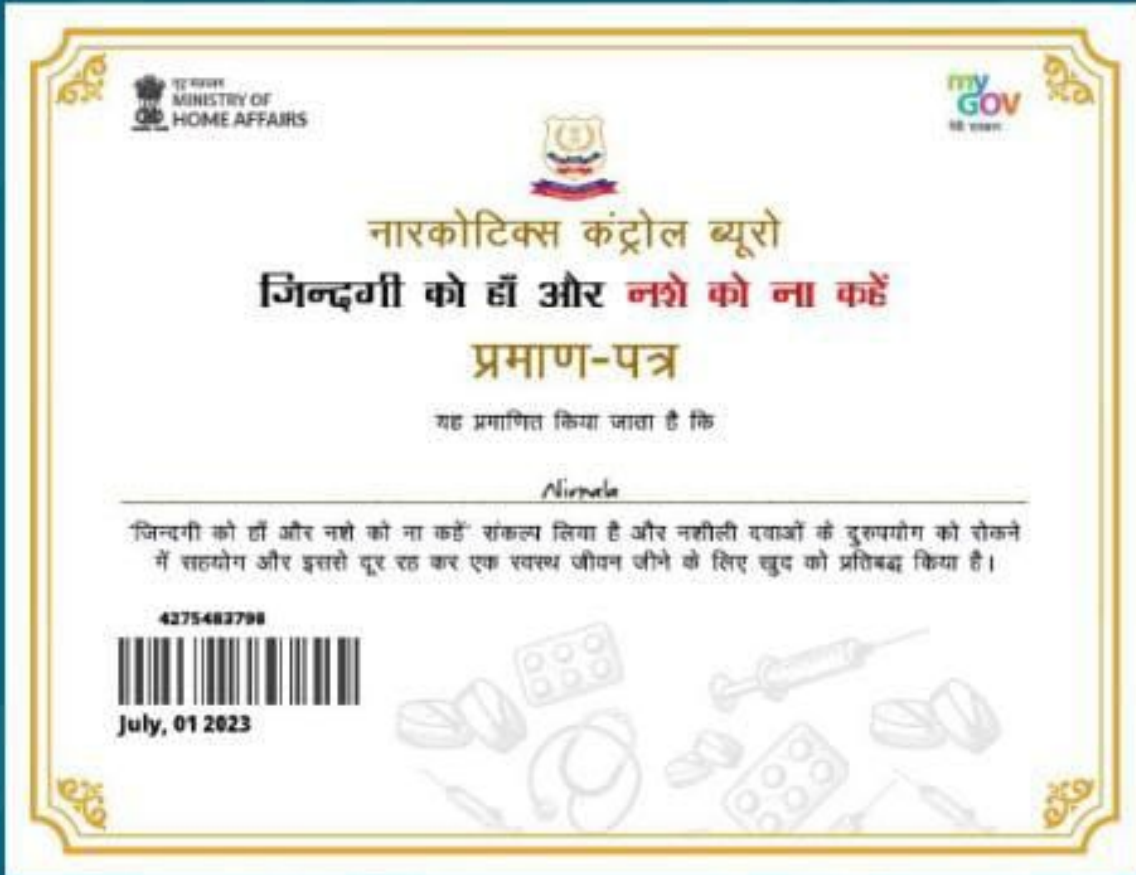 गृह मंत्रालय
MINISTRY OF
HOME AFFAIRS
my
GOV
मेरी सरकार
नारकोटिक्स कंट्रोल ब्यूरो
जिन्दगी को हाँ और नशे को ना कहें
प्रमाण-पत्र
यह प्रमाणित किया जाता है कि
Nirmala
"जिन्दगी को हाँ और नशे को ना कहें" संकल्प लिया है और नशीली दवाओं के दुरुपयोग को रोकने
में सहयोग और इससे दूर रह कर एक स्वस्थ जीवन जीने के लिए खुद को प्रतिबद्ध किया है।
4275483798
July, 01 2023